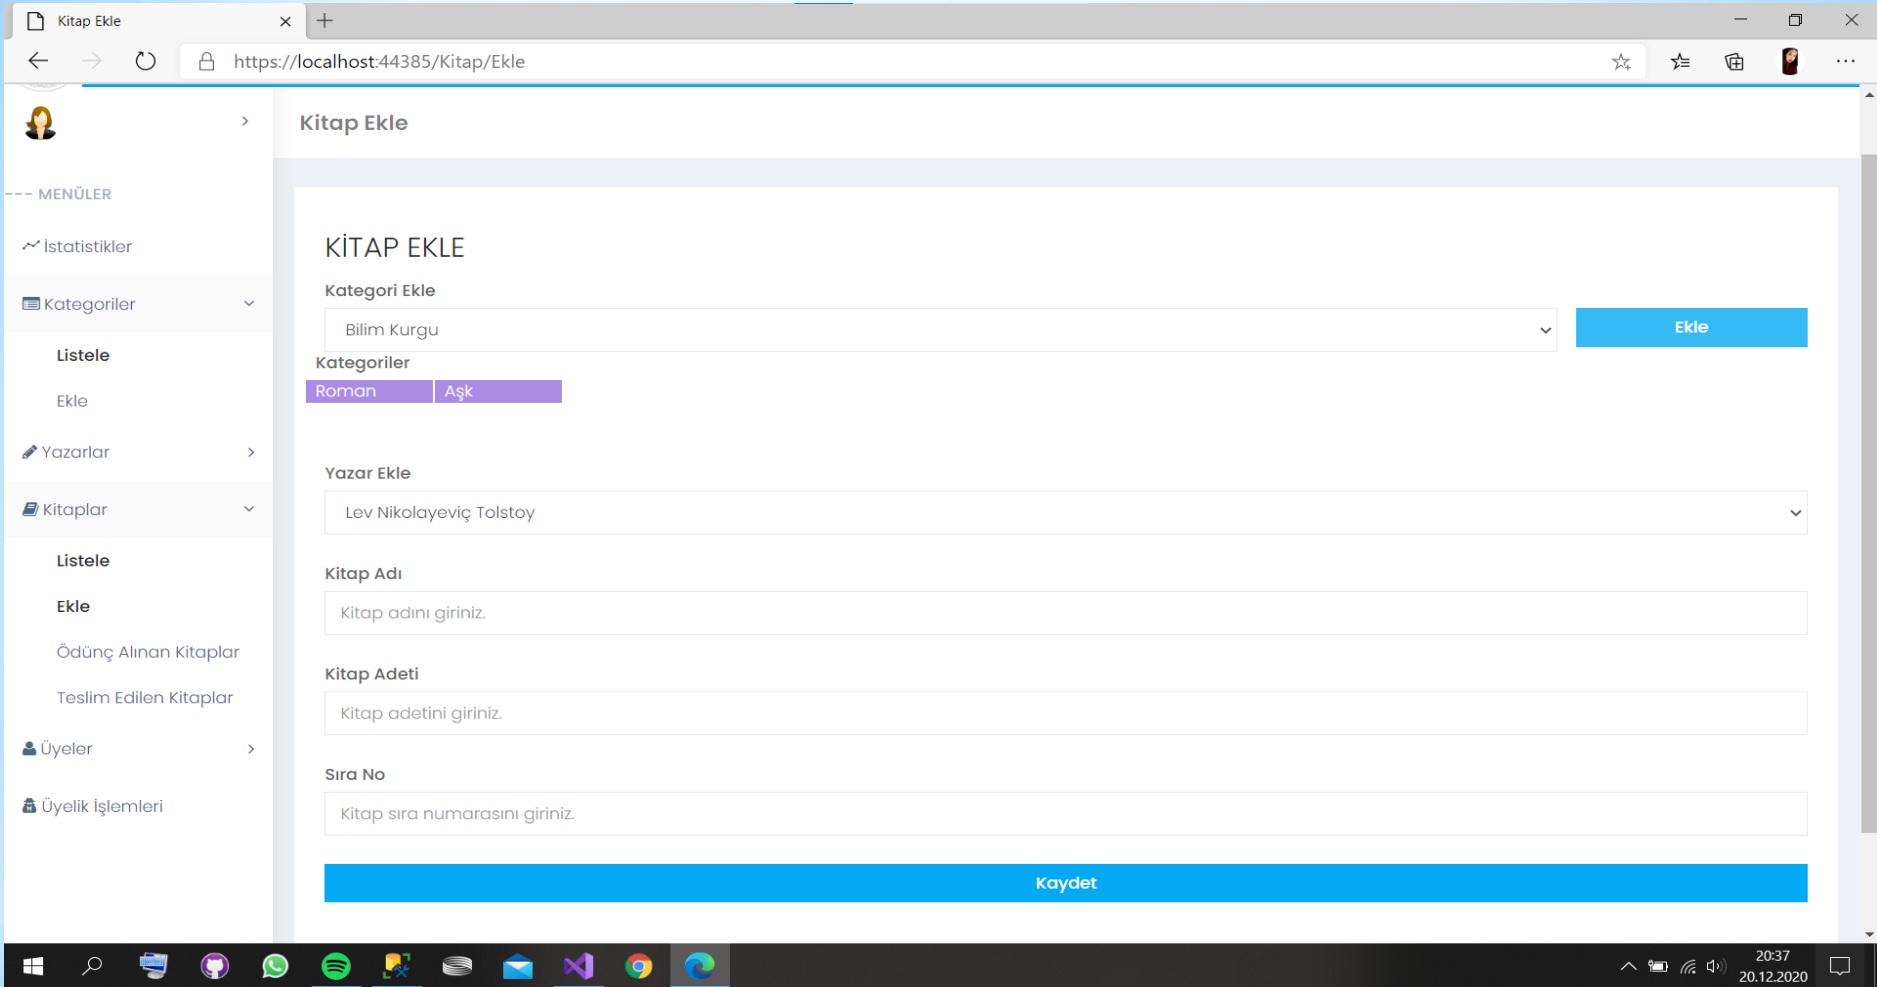 Kitap Ekle
https://localhost:44385/Kitap/Ekle
Kitap Ekle
--- MENÜLER
İstatistikler
Kategoriler
Listele
Ekle
Yazarlar
Kitaplar
Listele
Ekle
Ödünç Alınan Kitaplar
Teslim Edilen Kitaplar
Üyeler
Üyelik İşlemleri
KİTAP EKLE
Kategori Ekle
Bilim Kurgu
Ekle
Kategoriler
Roman Aşk
Yazar Ekle
Lev Nikolayeviç Tolstoy
Kitap Adı
Kitap adını giriniz.
Kitap Adeti
Kitap adetini giriniz.
Sıra No
Kitap sıra numarasını giriniz.
Kaydet
20:37
20.12.2020